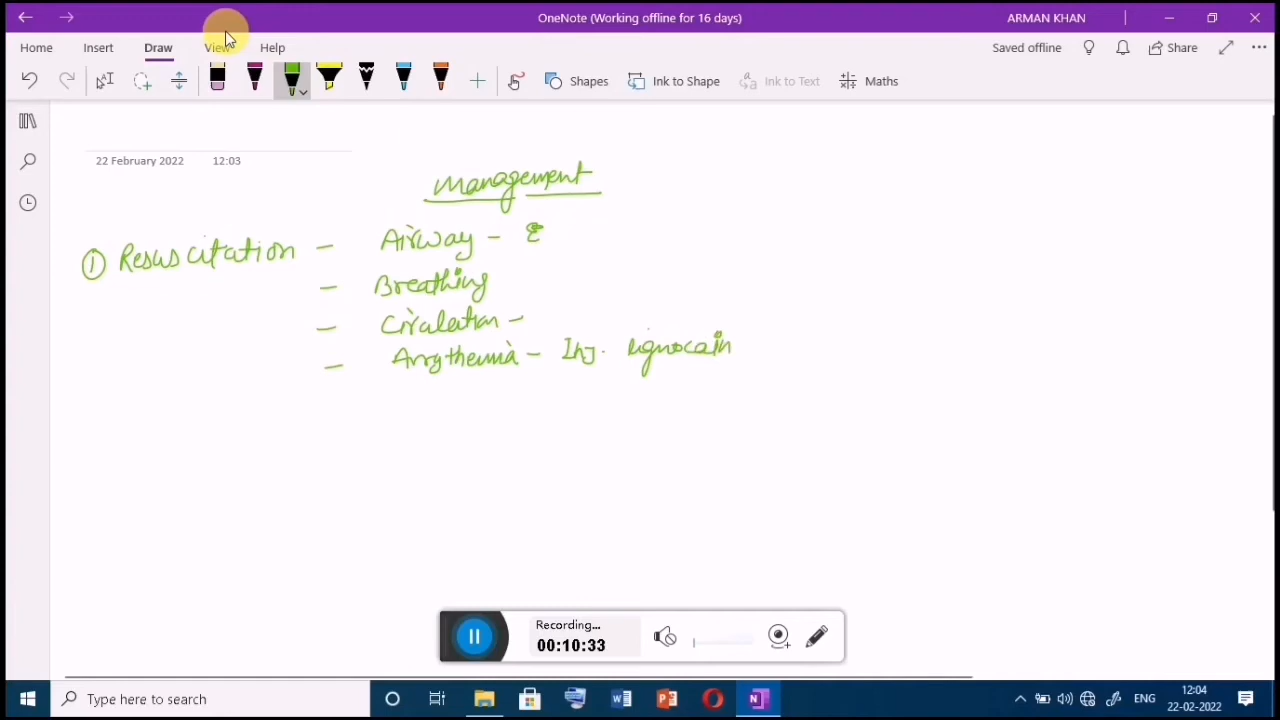 OneNote (Working offline for 16 days)
ARMAN KHAN
Home Insert Draw View Help
Saved offline
Share
Shapes
Ink to Shape
Ink to Text
Maths
22 February 2022 12:03
Management
① Resuscitation - Airway - E
- Breathing
- Circulation -
- Arrythemia - Inj. Lignocain
Recording...
00:10:33
Type here to search
ENG
12:04
22-02-2022